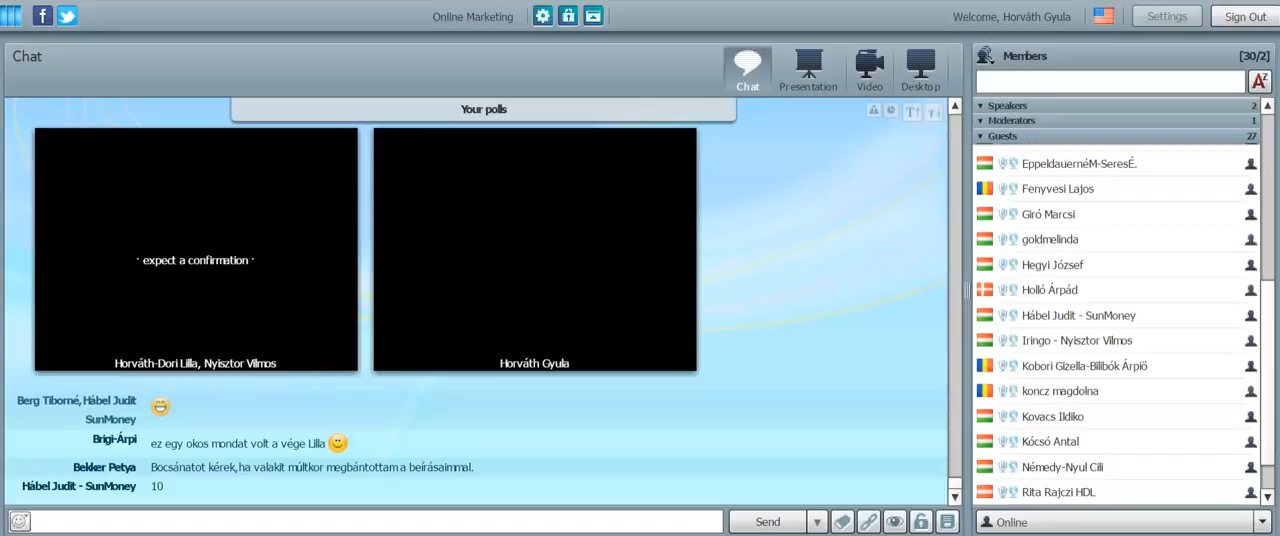 Online Marketing
Welcome, Horváth Gyula
Settings
Sign Out
Chat
Chat
Presentation
Video
Desktop
Members
[30/2]
Your polls
Speakers 2
Moderators 1
Guests 27
EppeldauernéM-SeresÉ.
Fenyvesi Lajos
Giró Marcsi
goldmelinda
Hegyi József
Holló Árpád
Hábel Judit - SunMoney
Iringo - Nyisztor Vilmos
Kobori Gizella-Bilibók Árpiö
koncz magdolna
Kovacs Ildiko
Kócsó Antal
Némedy-Nyul Cili
Rita Rajczi HDL
Online
· expect a confirmation ·
Horváth-Dori Lilla, Nyisztor Vilmos
Horváth Gyula
Berg Tiborné, Hábel Judit
SunMoney
Brigi-Árpi ez egy okos mondat volt a vége Lilla
Bekker Petya Bocsánatot kérek,ha valakit múltkor megbántottam a beírásaimmal.
Hábel Judit - SunMoney 10
Send